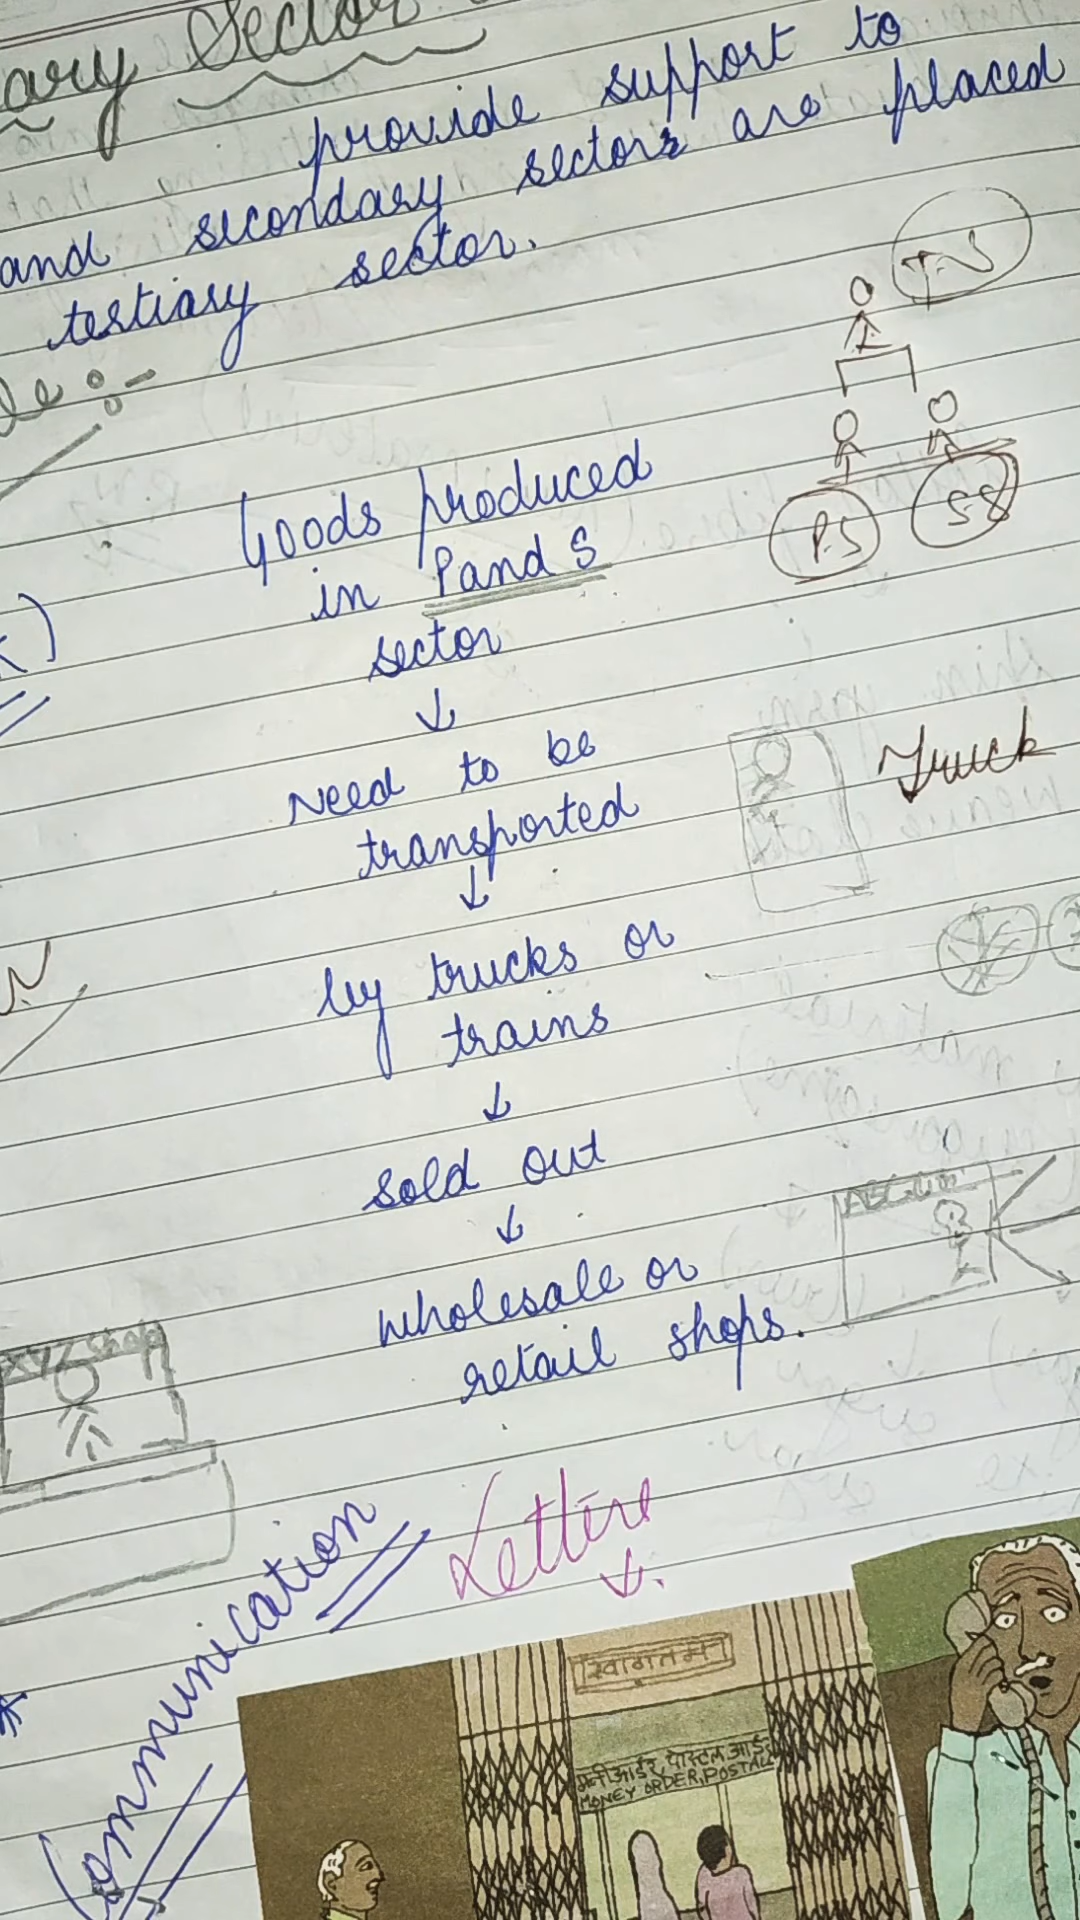 ary Sector
provide support to
and secondary sectors are placed
tertiary sector.
T.S
le :-
Goods produced
in P and S
sector
P.S
SS
↓
Need to be
transported
Truck
↓
by trucks or
trains
↓
sold out
↓
wholesale or
retail shops.
XYZ Shop
Communication
Letters
↓.
स्वागतम
मनीआर्डर, पोस्टल आर्डर
MONEY ORDER, POSTAL